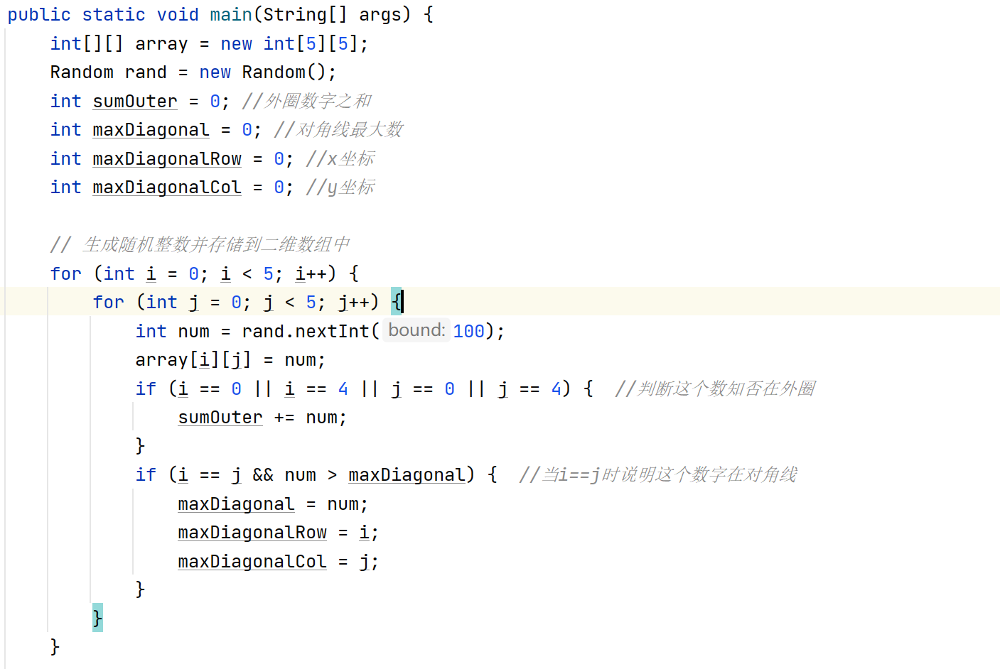 public static void main(String[] args) {
int[][] array = new int[5][5];
Random rand = new Random();
int sumOuter = 0; //外圈数字之和
int maxDiagonal = 0; //对角线最大数
int maxDiagonalRow = 0; //x坐标
int maxDiagonalCol = 0; //y坐标
// 生成随机整数并存储到二维数组中
for (int i = 0; i < 5; i++) {
for (int j = 0; j < 5; j++) {
int num = rand.nextInt( bound: 100);
array[i][j] = num;
if (i == 0 || i == 4 || j == 0 || j == 4) {  //判断这个数知否在外圈
sumOuter += num;
}
if (i == j && num > maxDiagonal) {  //当i==j时说明这个数字在对角线
maxDiagonal = num;
maxDiagonalRow = i;
maxDiagonalCol = j;
}
}
}